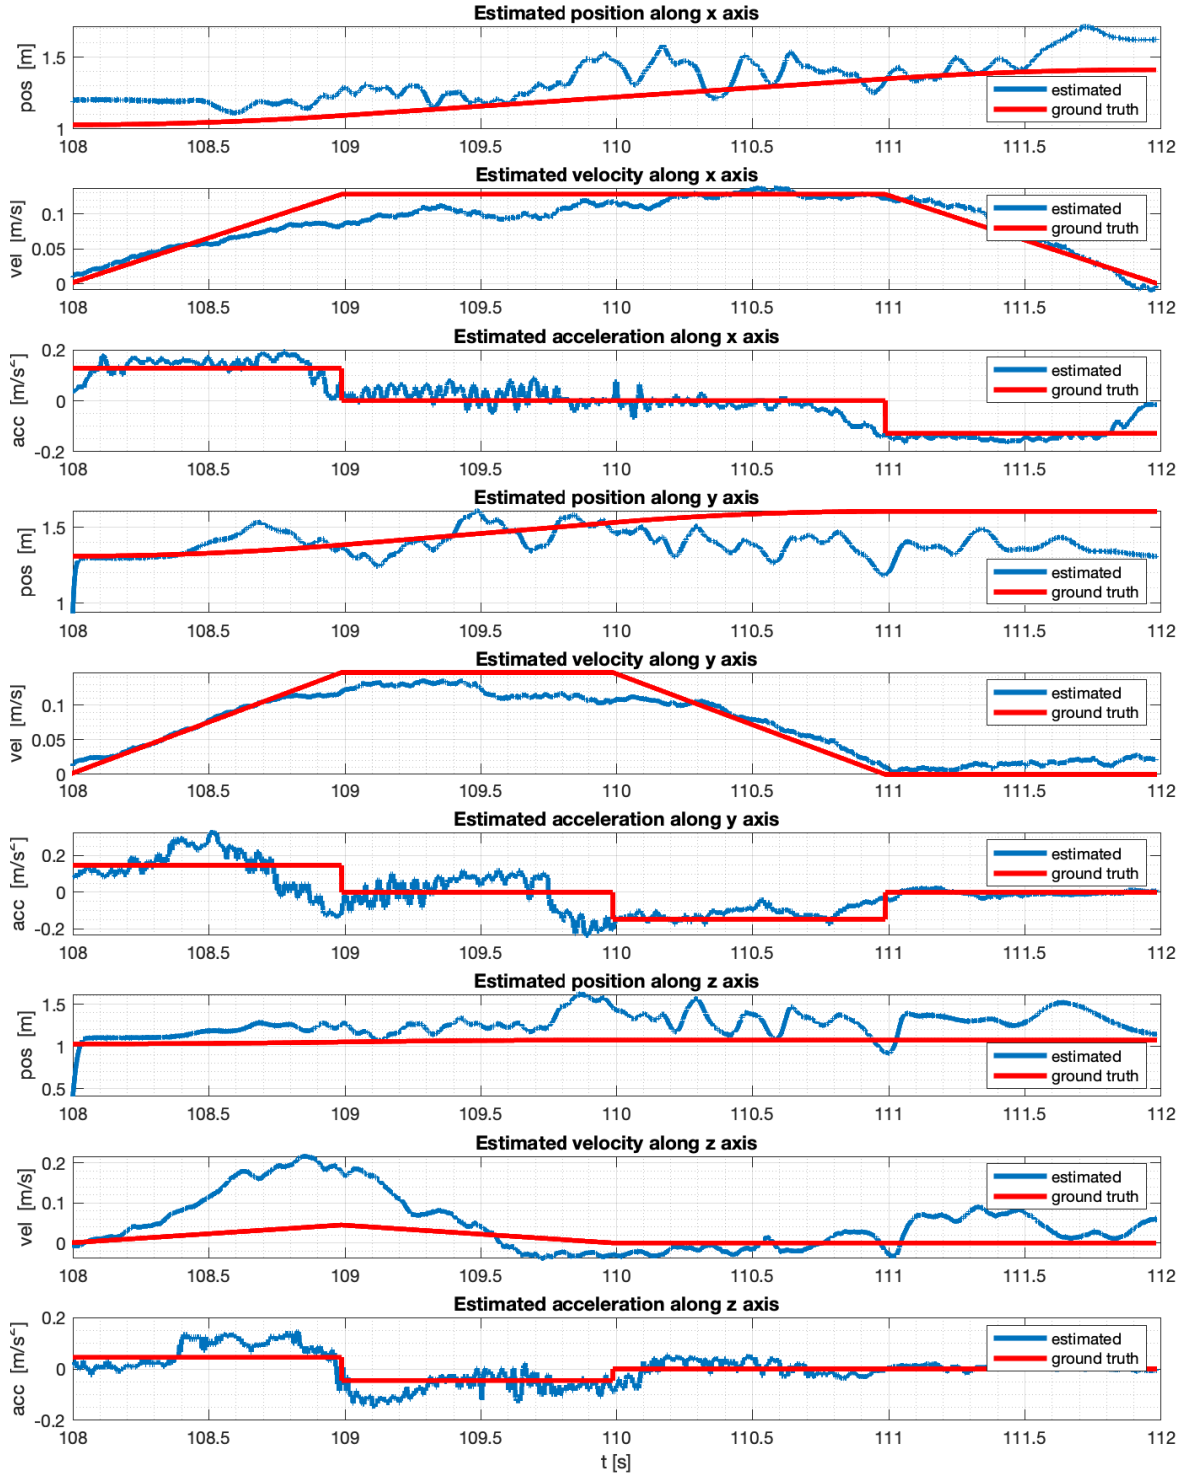 Estimated position along x axis
pos [m]
1.5
1
108 108.5 109 109.5 110 110.5 111 111.5 112
estimated
ground truth
Estimated velocity along x axis
vel [m/s]
0.1
0.05
0
108 108.5 109 109.5 110 110.5 111 111.5 112
estimated
ground truth
Estimated acceleration along x axis
acc [m/s²]
0.2
0
-0.2
108 108.5 109 109.5 110 110.5 111 111.5 112
estimated
ground truth
Estimated position along y axis
pos [m]
1.5
1
108 108.5 109 109.5 110 110.5 111 111.5 112
estimated
ground truth
Estimated velocity along y axis
vel [m/s]
0.1
0.05
0
108 108.5 109 109.5 110 110.5 111 111.5 112
estimated
ground truth
Estimated acceleration along y axis
acc [m/s²]
0.2
0
-0.2
108 108.5 109 109.5 110 110.5 111 111.5 112
estimated
ground truth
Estimated position along z axis
pos [m]
1.5
1
0.5
108 108.5 109 109.5 110 110.5 111 111.5 112
estimated
ground truth
Estimated velocity along z axis
vel [m/s]
0.2
0.1
0
108 108.5 109 109.5 110 110.5 111 111.5 112
estimated
ground truth
Estimated acceleration along z axis
acc [m/s²]
0.2
0
-0.2
108 108.5 109 109.5 110 110.5 111 111.5 112
estimated
ground truth
t [s]